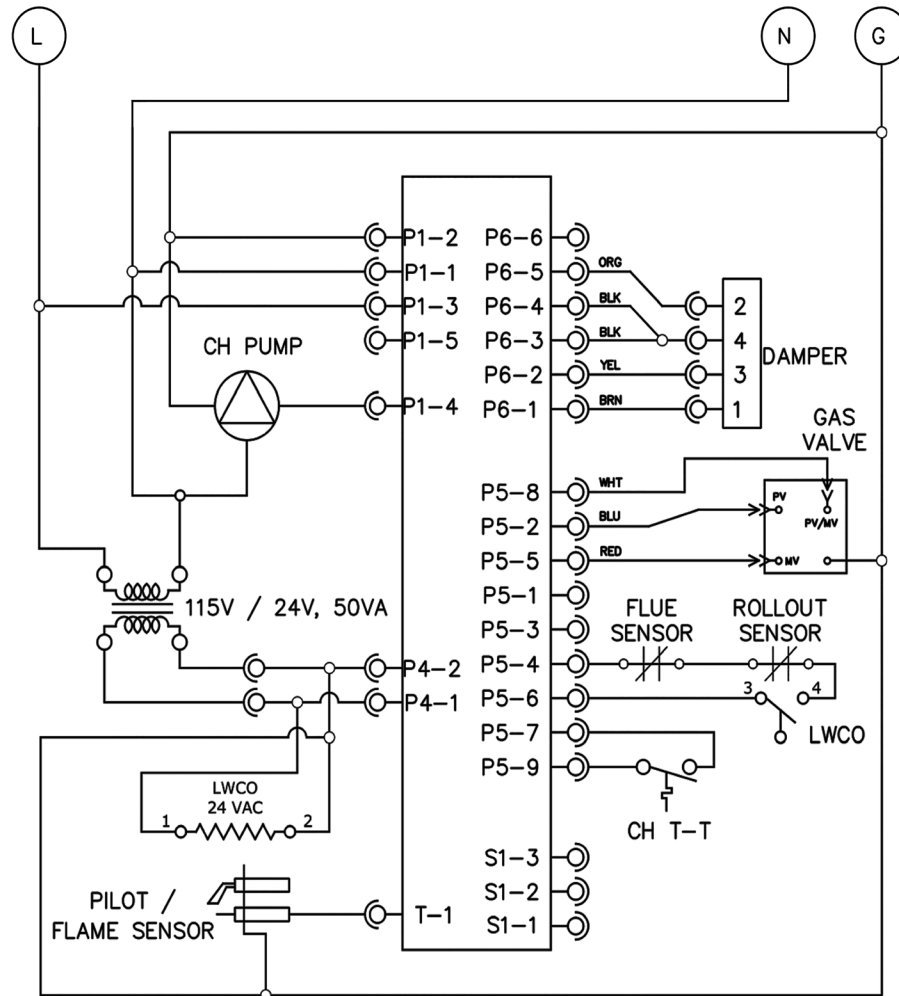 L
N
G
P1-2
P6-6
P1-1
P6-5
ORG
P1-3
P6-4
BLK
2
P1-5
P6-3
BLK
4
CH PUMP
DAMPER
P6-2
YEL
3
P1-4
P6-1
BRN
1
GAS
VALVE
P5-8
WHT
PV
PV/MV
P5-2
BLU
P5-5
RED
MV
115V / 24V, 50VA
P5-1
P5-3
FLUE
SENSOR
ROLLOUT
SENSOR
P4-2
P5-4
P4-1
P5-6
3
4
LWCO
P5-7
P5-9
CH T-T
LWCO
24 VAC
1
2
S1-3
S1-2
S1-1
PILOT /
FLAME SENSOR
T-1